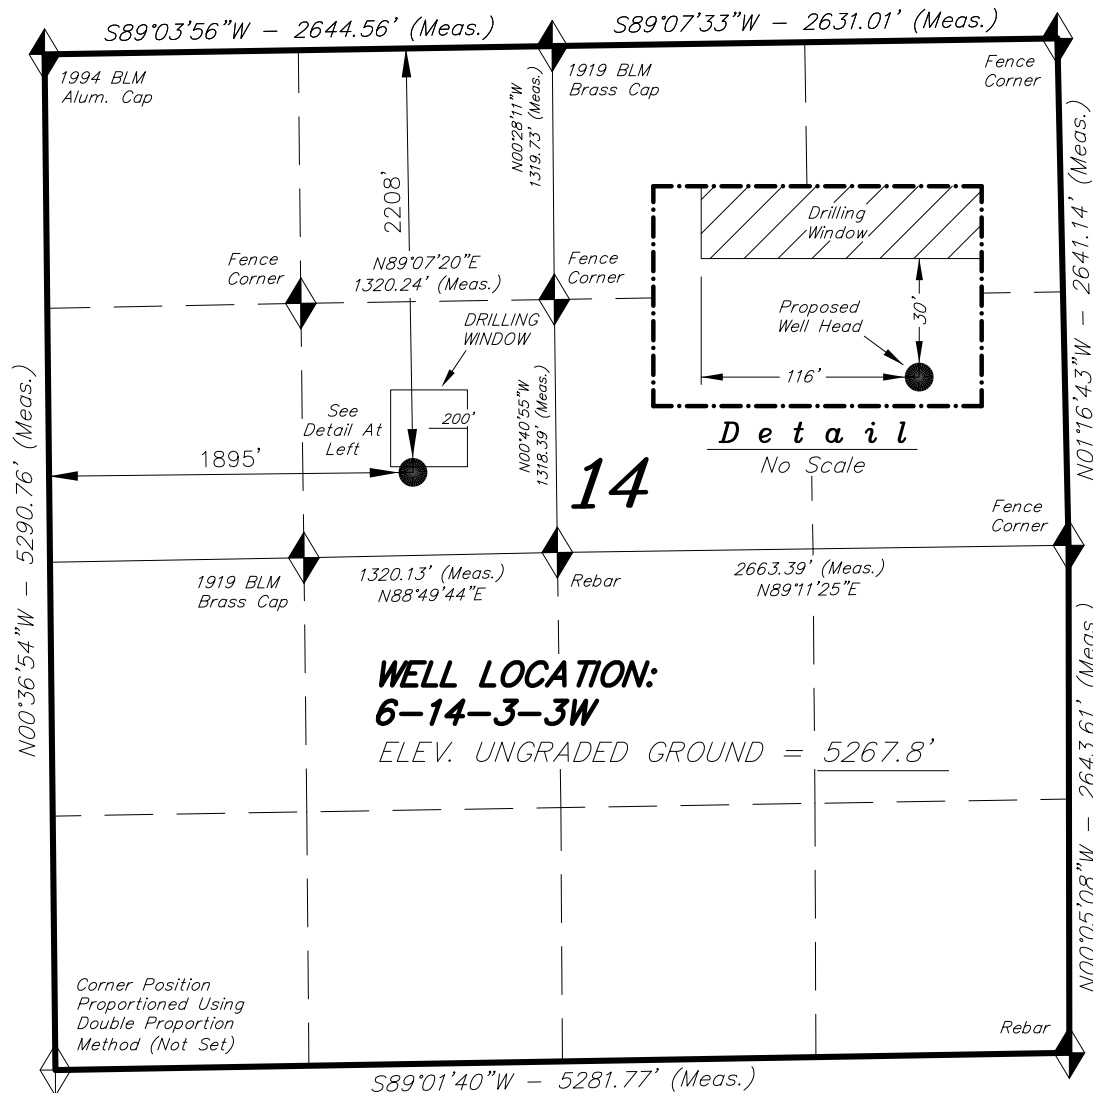 S89°03'56"W - 2644.56' (Meas.)
S89°07'33"W - 2631.01' (Meas.)
1994 BLM
Alum. Cap
1919 BLM
Brass Cap
Fence
Corner
N00°28'11"W
1319.73' (Meas.)
2208'
N01°16'43"W - 2641.14' (Meas.)
Drilling
Window
Fence
Corner
N89°07'20"E
1320.24' (Meas.)
Fence
Corner
Proposed
Well Head
30'
116'
DRILLING
WINDOW
200'
See
Detail At
Left
N00°40'55"W
1318.39' (Meas.)
Detail
No Scale
1895'
14
N00°36'54"W - 5290.76' (Meas.)
Fence
Corner
1919 BLM
Brass Cap
1320.13' (Meas.)
N88°49'44"E
Rebar
2663.39' (Meas.)
N89°11'25"E
WELL LOCATION:
6-14-3-3W
ELEV. UNGRADED GROUND = 5267.8'
N00°05'08"W - 2643.61' (Meas.)
Corner Position
Proportioned Using
Double Proportion
Method (Not Set)
Rebar
S89°01'40"W - 5281.77' (Meas.)